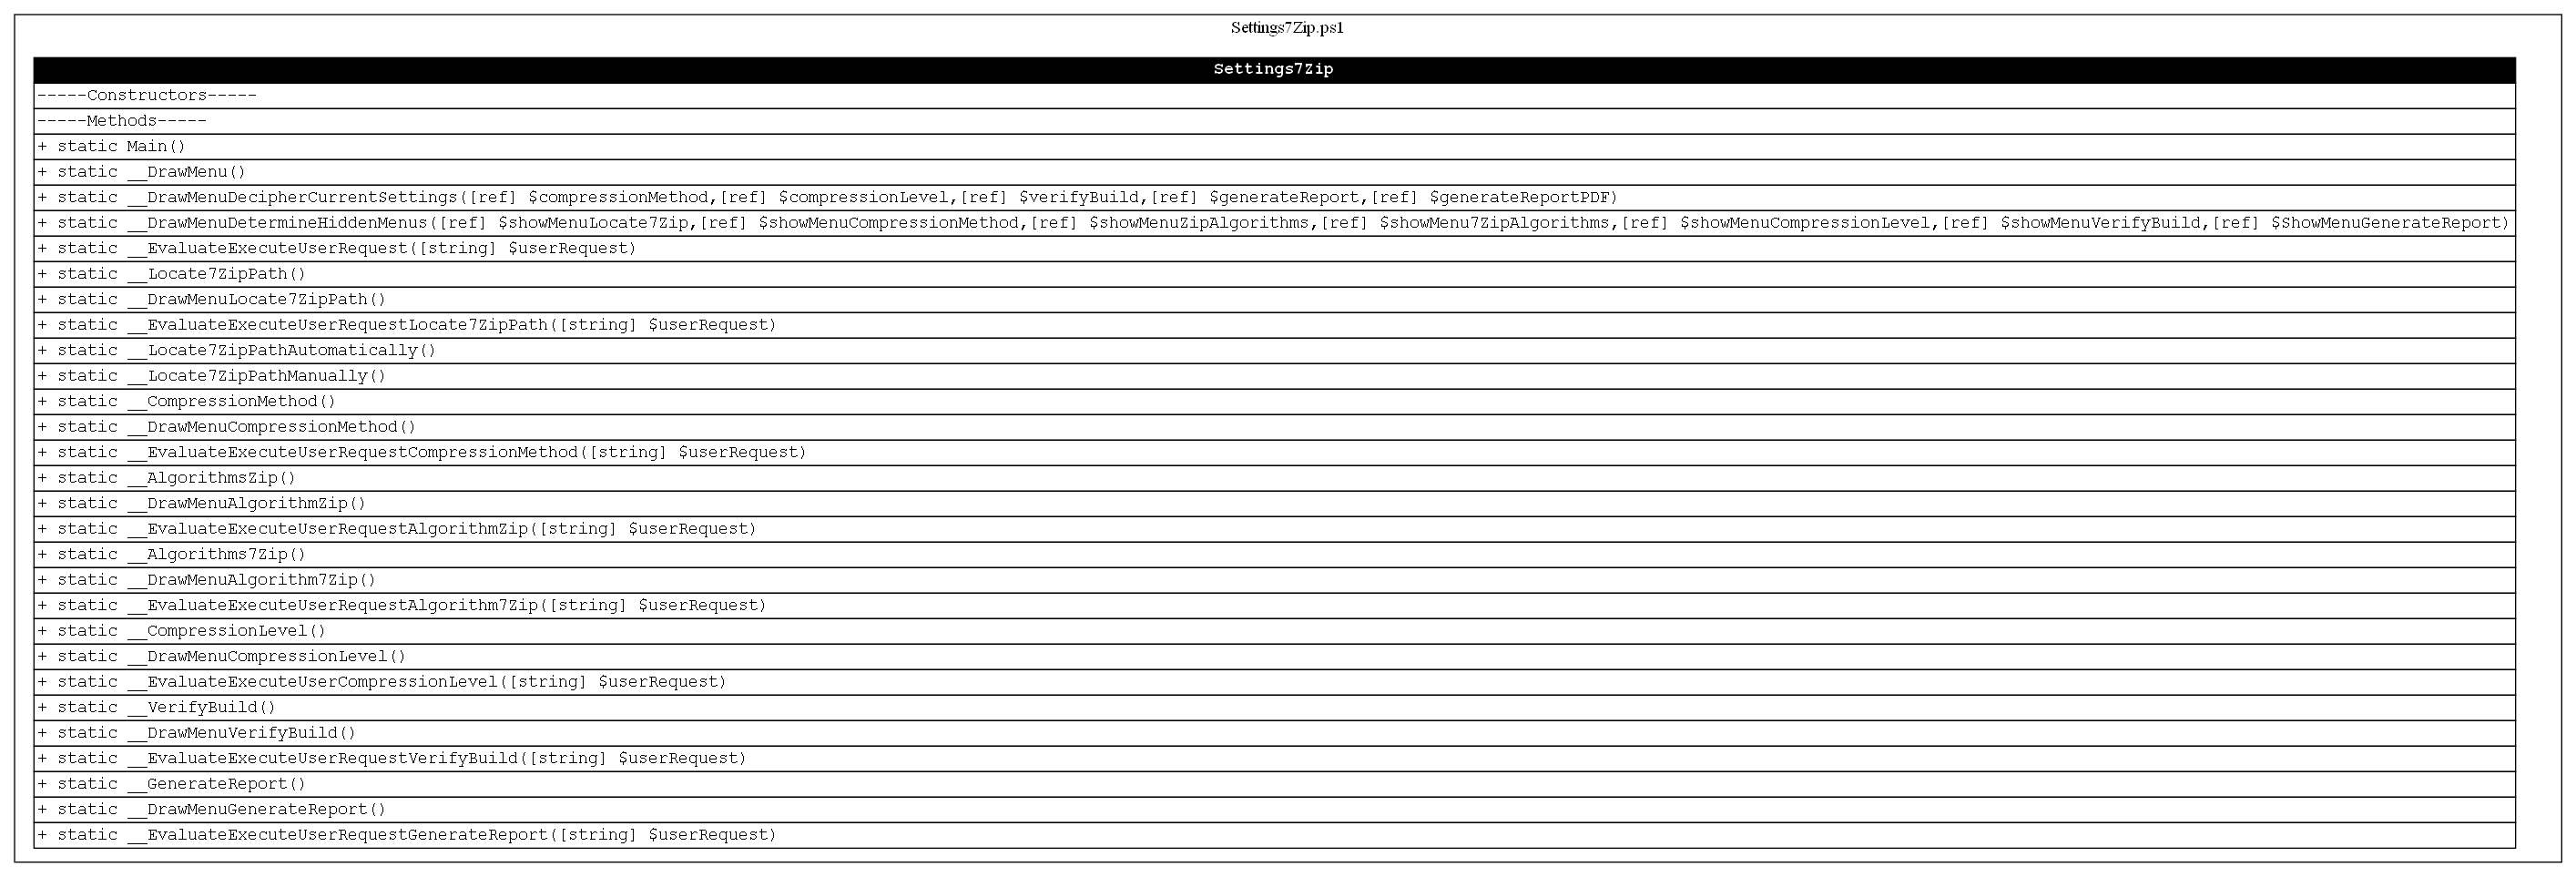 Settings7Zip.ps1
Settings7Zip
-----Constructors-----
-----Methods-----
+ static Main()
+ static __DrawMenu()
+ static __DrawMenuDecipherCurrentSettings([ref] $compressionMethod,[ref] $compressionLevel,[ref] $verifyBuild,[ref] $generateReport,[ref] $generateReportPDF)
+ static __DrawMenuDetermineHiddenMenus([ref] $showMenuLocate7Zip,[ref] $showMenuCompressionMethod,[ref] $showMenuZipAlgorithms,[ref] $showMenu7ZipAlgorithms,[ref] $showMenuCompressionLevel,[ref] $showMenuVerifyBuild,[ref] $ShowMenuGenerateReport)
+ static __EvaluateExecuteUserRequest([string] $userRequest)
+ static __Locate7ZipPath()
+ static __DrawMenuLocate7ZipPath()
+ static __EvaluateExecuteUserRequestLocate7ZipPath([string] $userRequest)
+ static __Locate7ZipPathAutomatically()
+ static __Locate7ZipPathManually()
+ static __CompressionMethod()
+ static __DrawMenuCompressionMethod()
+ static __EvaluateExecuteUserRequestCompressionMethod([string] $userRequest)
+ static __AlgorithmsZip()
+ static __DrawMenuAlgorithmZip()
+ static __EvaluateExecuteUserRequestAlgorithmZip([string] $userRequest)
+ static __Algorithms7Zip()
+ static __DrawMenuAlgorithm7Zip()
+ static __EvaluateExecuteUserRequestAlgorithm7Zip([string] $userRequest)
+ static __CompressionLevel()
+ static __DrawMenuCompressionLevel()
+ static __EvaluateExecuteUserCompressionLevel([string] $userRequest)
+ static __VerifyBuild()
+ static __DrawMenuVerifyBuild()
+ static __EvaluateExecuteUserRequestVerifyBuild([string] $userRequest)
+ static __GenerateReport()
+ static __DrawMenuGenerateReport()
+ static __EvaluateExecuteUserRequestGenerateReport([string] $userRequest)